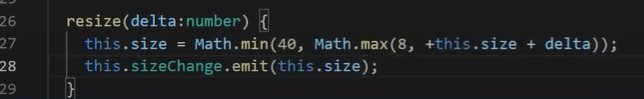 26 resize(delta:number) {
27 this.size = Math.min(40, Math.max(8, +this.size + delta));
28 this.sizeChange.emit(this.size);
29 }